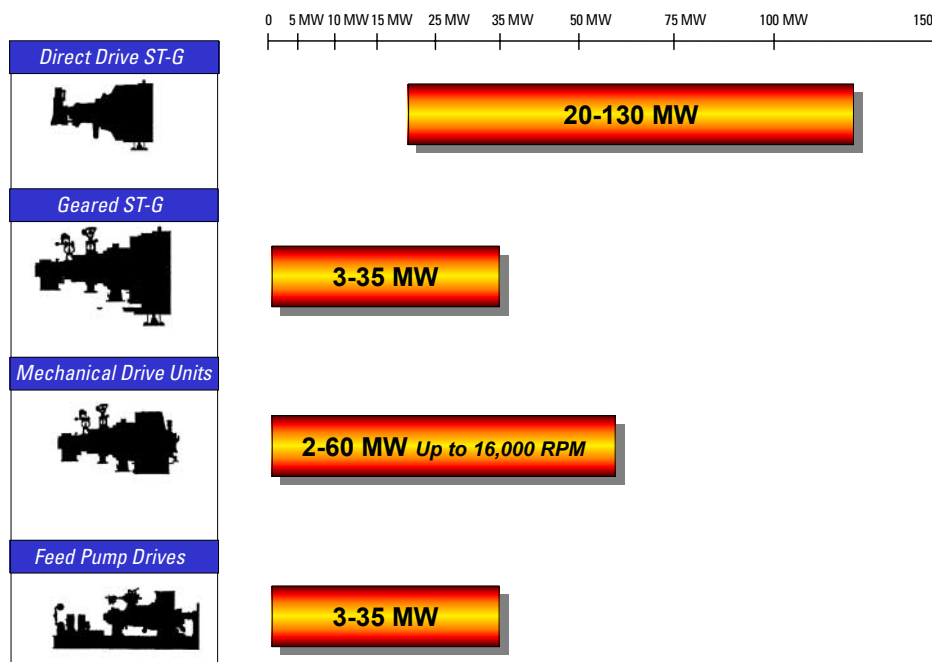 0 5 MW 10 MW 15 MW 25 MW 35 MW 50 MW 75 MW 100 MW 150
Direct Drive ST-G
20-130 MW
Geared ST-G
3-35 MW
Mechanical Drive Units
2-60 MW Up to 16,000 RPM
Feed Pump Drives
3-35 MW